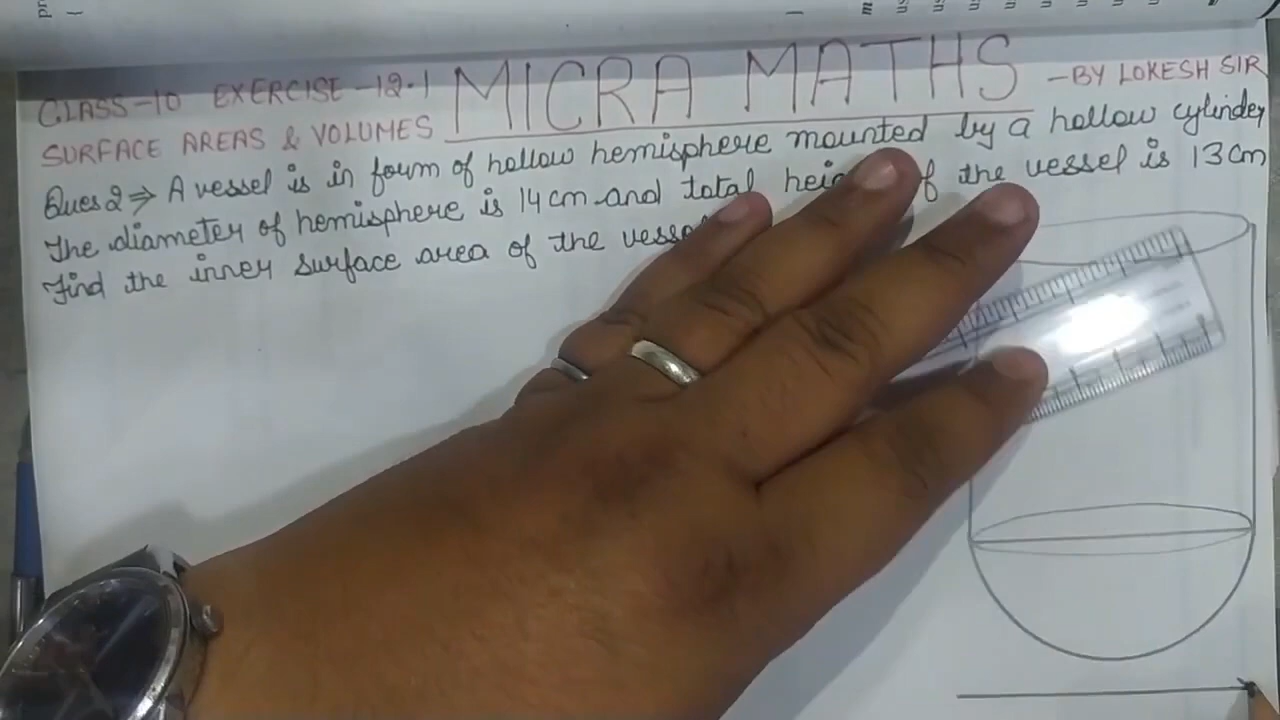 CLASS-10 EXERCISE-12.1 MICRA MATHS -BY LOKESH SIR
SURFACE AREAS & VOLUMES
Ques 2 ⇒ A vessel is in form of hollow hemisphere mounted by a hollow cylinder
The diameter of hemisphere is 14 cm and total of the vessel is 13 cm
Find the inner surface area of the